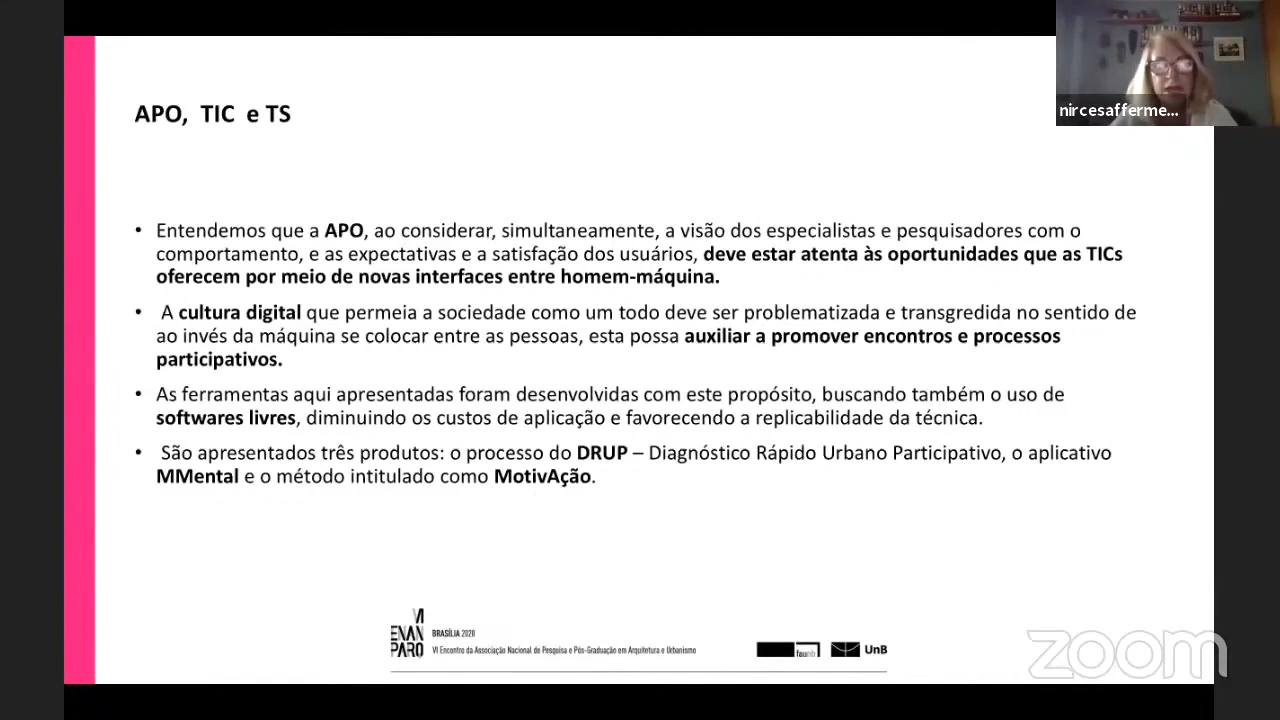 nircesafferme...
APO, TIC e TS
• Entendemos que a APO, ao considerar, simultaneamente, a visão dos especialistas e pesquisadores com o
comportamento, e as expectativas e a satisfação dos usuários, deve estar atenta às oportunidades que as TICs
oferecem por meio de novas interfaces entre homem-máquina.
• A cultura digital que permeia a sociedade como um todo deve ser problematizada e transgredida no sentido de
ao invés da máquina se colocar entre as pessoas, esta possa auxiliar a promover encontros e processos
participativos.
• As ferramentas aqui apresentadas foram desenvolvidas com este propósito, buscando também o uso de
softwares livres, diminuindo os custos de aplicação e favorecendo a replicabilidade da técnica.
• São apresentados três produtos: o processo do DRUP – Diagnóstico Rápido Urbano Participativo, o aplicativo
MMental e o método intitulado como MotivAção.
VI
ENAN
PARQ
BRASÍLIA 2020
VI Encontro da Associação Nacional de Pesquisa e Pós-Graduação em Arquitetura e Urbanismo
faunb
UnB
zoom